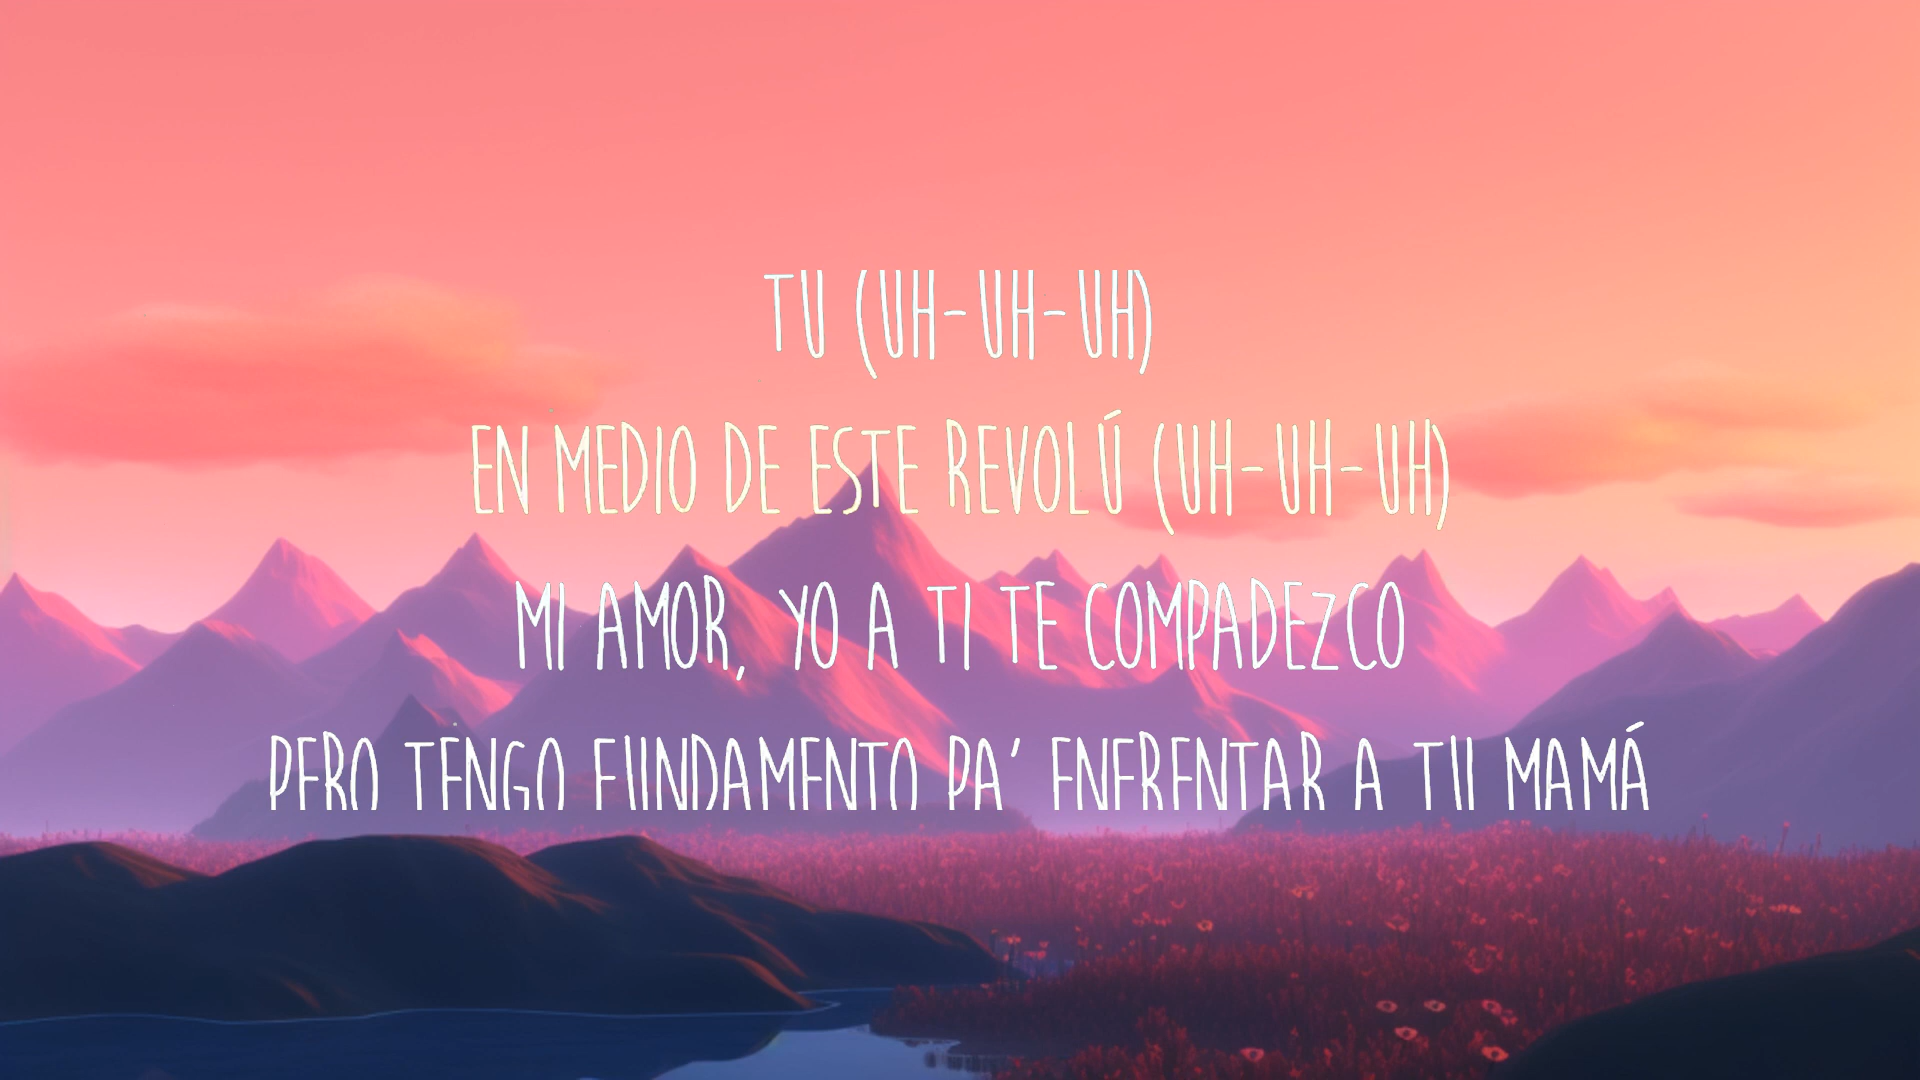 TU (UH-UH-UH)
EN MEDIO DE ESTE REVOLÚ (UH-UH-UH)
MI AMOR, YO A TI TE COMPADEZCO
PERO TENGO FUNDAMENTO PA' ENFRENTAR A TU MAMÁ